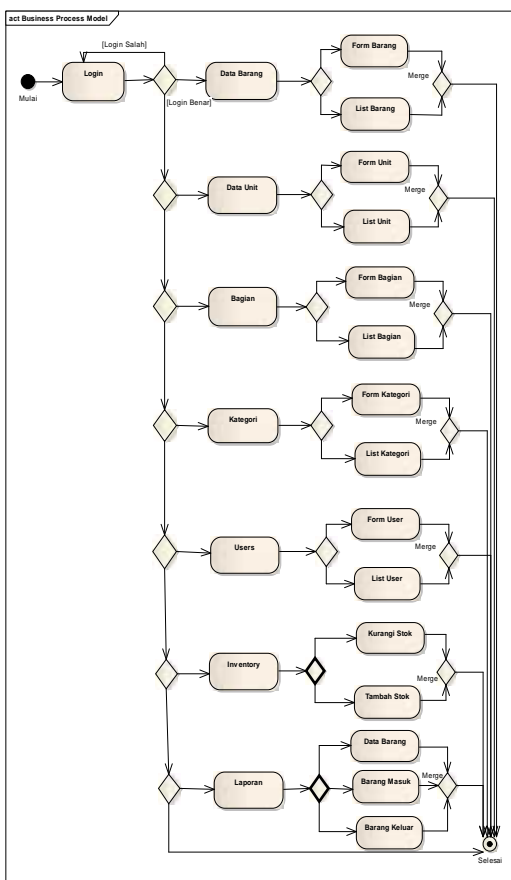 act Business Process Model
[Login Salah]
Login
Mulai
[Login Benar]
Data Barang
Form Barang
List Barang
Merge
Data Unit
Form Unit
List Unit
Merge
Bagian
Form Bagian
List Bagian
Merge
Kategori
Form Kategori
List Kategori
Merge
Users
Form User
List User
Merge
Inventory
Kurangi Stok
Tambah Stok
Merge
Laporan
Data Barang
Barang Masuk
Barang Keluar
Merge
Selesai